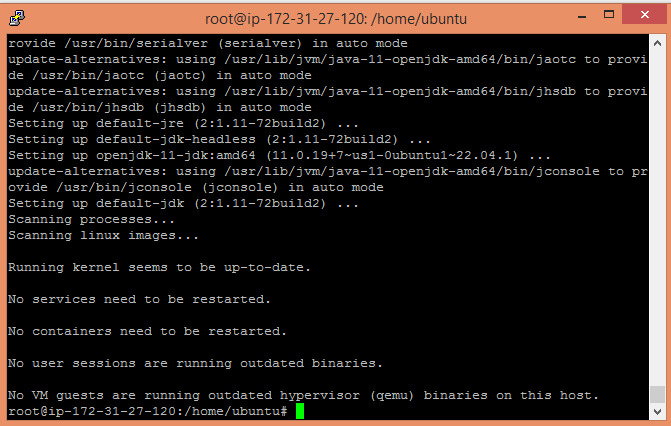 root@ip-172-31-27-120: /home/ubuntu
rovide /usr/bin/serialver (serialver) in auto mode
update-alternatives: using /usr/lib/jvm/java-11-openjdk-amd64/bin/jaotc to provi
de /usr/bin/jaotc (jaotc) in auto mode
update-alternatives: using /usr/lib/jvm/java-11-openjdk-amd64/bin/jhsdb to provi
de /usr/bin/jhsdb (jhsdb) in auto mode
Setting up default-jre (2:1.11-72build2) ...
Setting up default-jdk-headless (2:1.11-72build2) ...
Setting up openjdk-11-jdk:amd64 (11.0.19+7~us1-0ubuntu1~22.04.1) ...
update-alternatives: using /usr/lib/jvm/java-11-openjdk-amd64/bin/jconsole to pr
ovide /usr/bin/jconsole (jconsole) in auto mode
Setting up default-jdk (2:1.11-72build2) ...
Scanning processes...
Scanning linux images...
Running kernel seems to be up-to-date.
No services need to be restarted.
No containers need to be restarted.
No user sessions are running outdated binaries.
No VM guests are running outdated hypervisor (qemu) binaries on this host.
root@ip-172-31-27-120:/home/ubuntu#